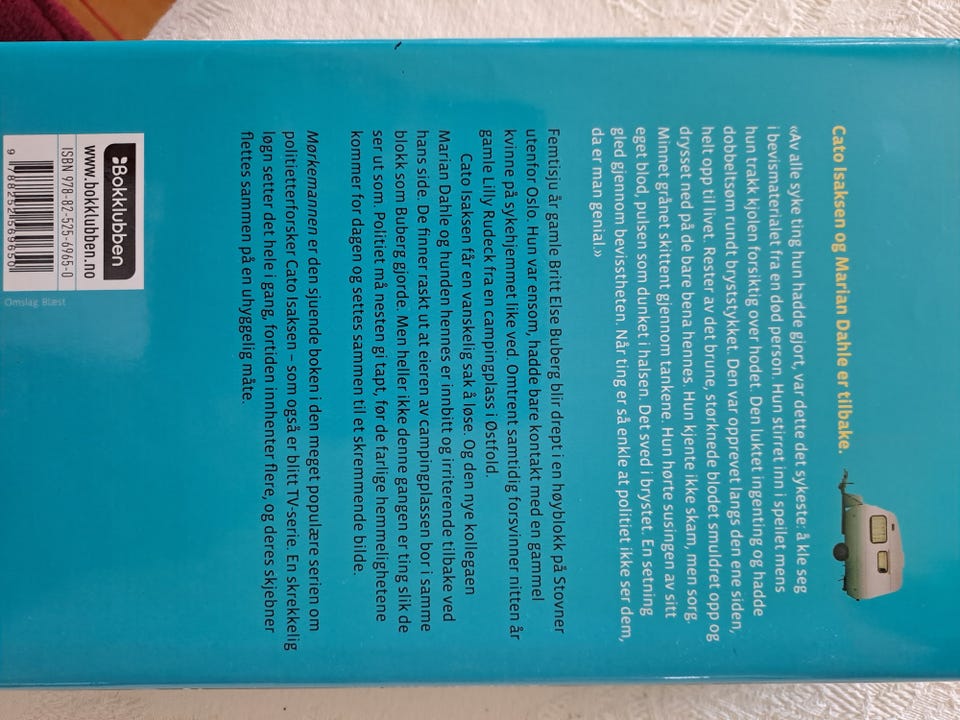 Cato Isaksen og Marian Dahle er tilbake.
«Av alle syke ting hun hadde gjort, var dette det sykeste: å kle seg
i bevismaterialet fra en død person. Hun stirret inn i speilet mens
hun trakk kjolen forsiktig over hodet. Den luktet ingenting og hadde
dobbeltsøm rundt bryststykket. Den var opprevet langs den ene siden,
helt opp til livet. Rester av det brune, størknede blodet smuldret opp og
drysset ned på de bare bena hennes. Hun kjente ikke skam, men sorg.
Minnet grånet skittent gjennom tankene. Hun hørte susingen av sitt
eget blod, pulsen som dunket i halsen. Det sved i brystet. En setning
gled gjennom bevisstheten. Når ting er så enkle at politiet ikke ser dem,
da er man genial.»
Femtisju år gamle Britt Else Buberg blir drept i en høyblokk på Stovner
utenfor Oslo. Hun var ensom, hadde bare kontakt med en gammel
kvinne på sykehjemmet like ved. Omtrent samtidig forsvinner nitten år
gamle Lilly Rudeck fra en campingplass i Østfold.
Cato Isaksen får en vanskelig sak å løse. Og den nye kollegaen
Marian Dahle og hunden hennes er innbitt og irriterende tilbake ved
hans side. De finner raskt ut at eieren av campingplassen bor i samme
blokk som Buberg gjorde. Men heller ikke denne gangen er ting slik de
ser ut som. Politiet må nesten gi tapt, før de farlige hemmelighetene
kommer for dagen og settes sammen til et skremmende bilde.
Mørkemannen er den sjuende boken i den meget populære serien om
politietterforsker Cato Isaksen – som også er blitt TV-serie. En skrekkelig
løgn setter det hele i gang, fortiden innhenter flere, og deres skjebner
flettes sammen på en uhyggelig måte.
Bokklubben
www.bokklubben.no
ISBN 978-82-525-6965-0
9 788252 569650
Omslag Blæst